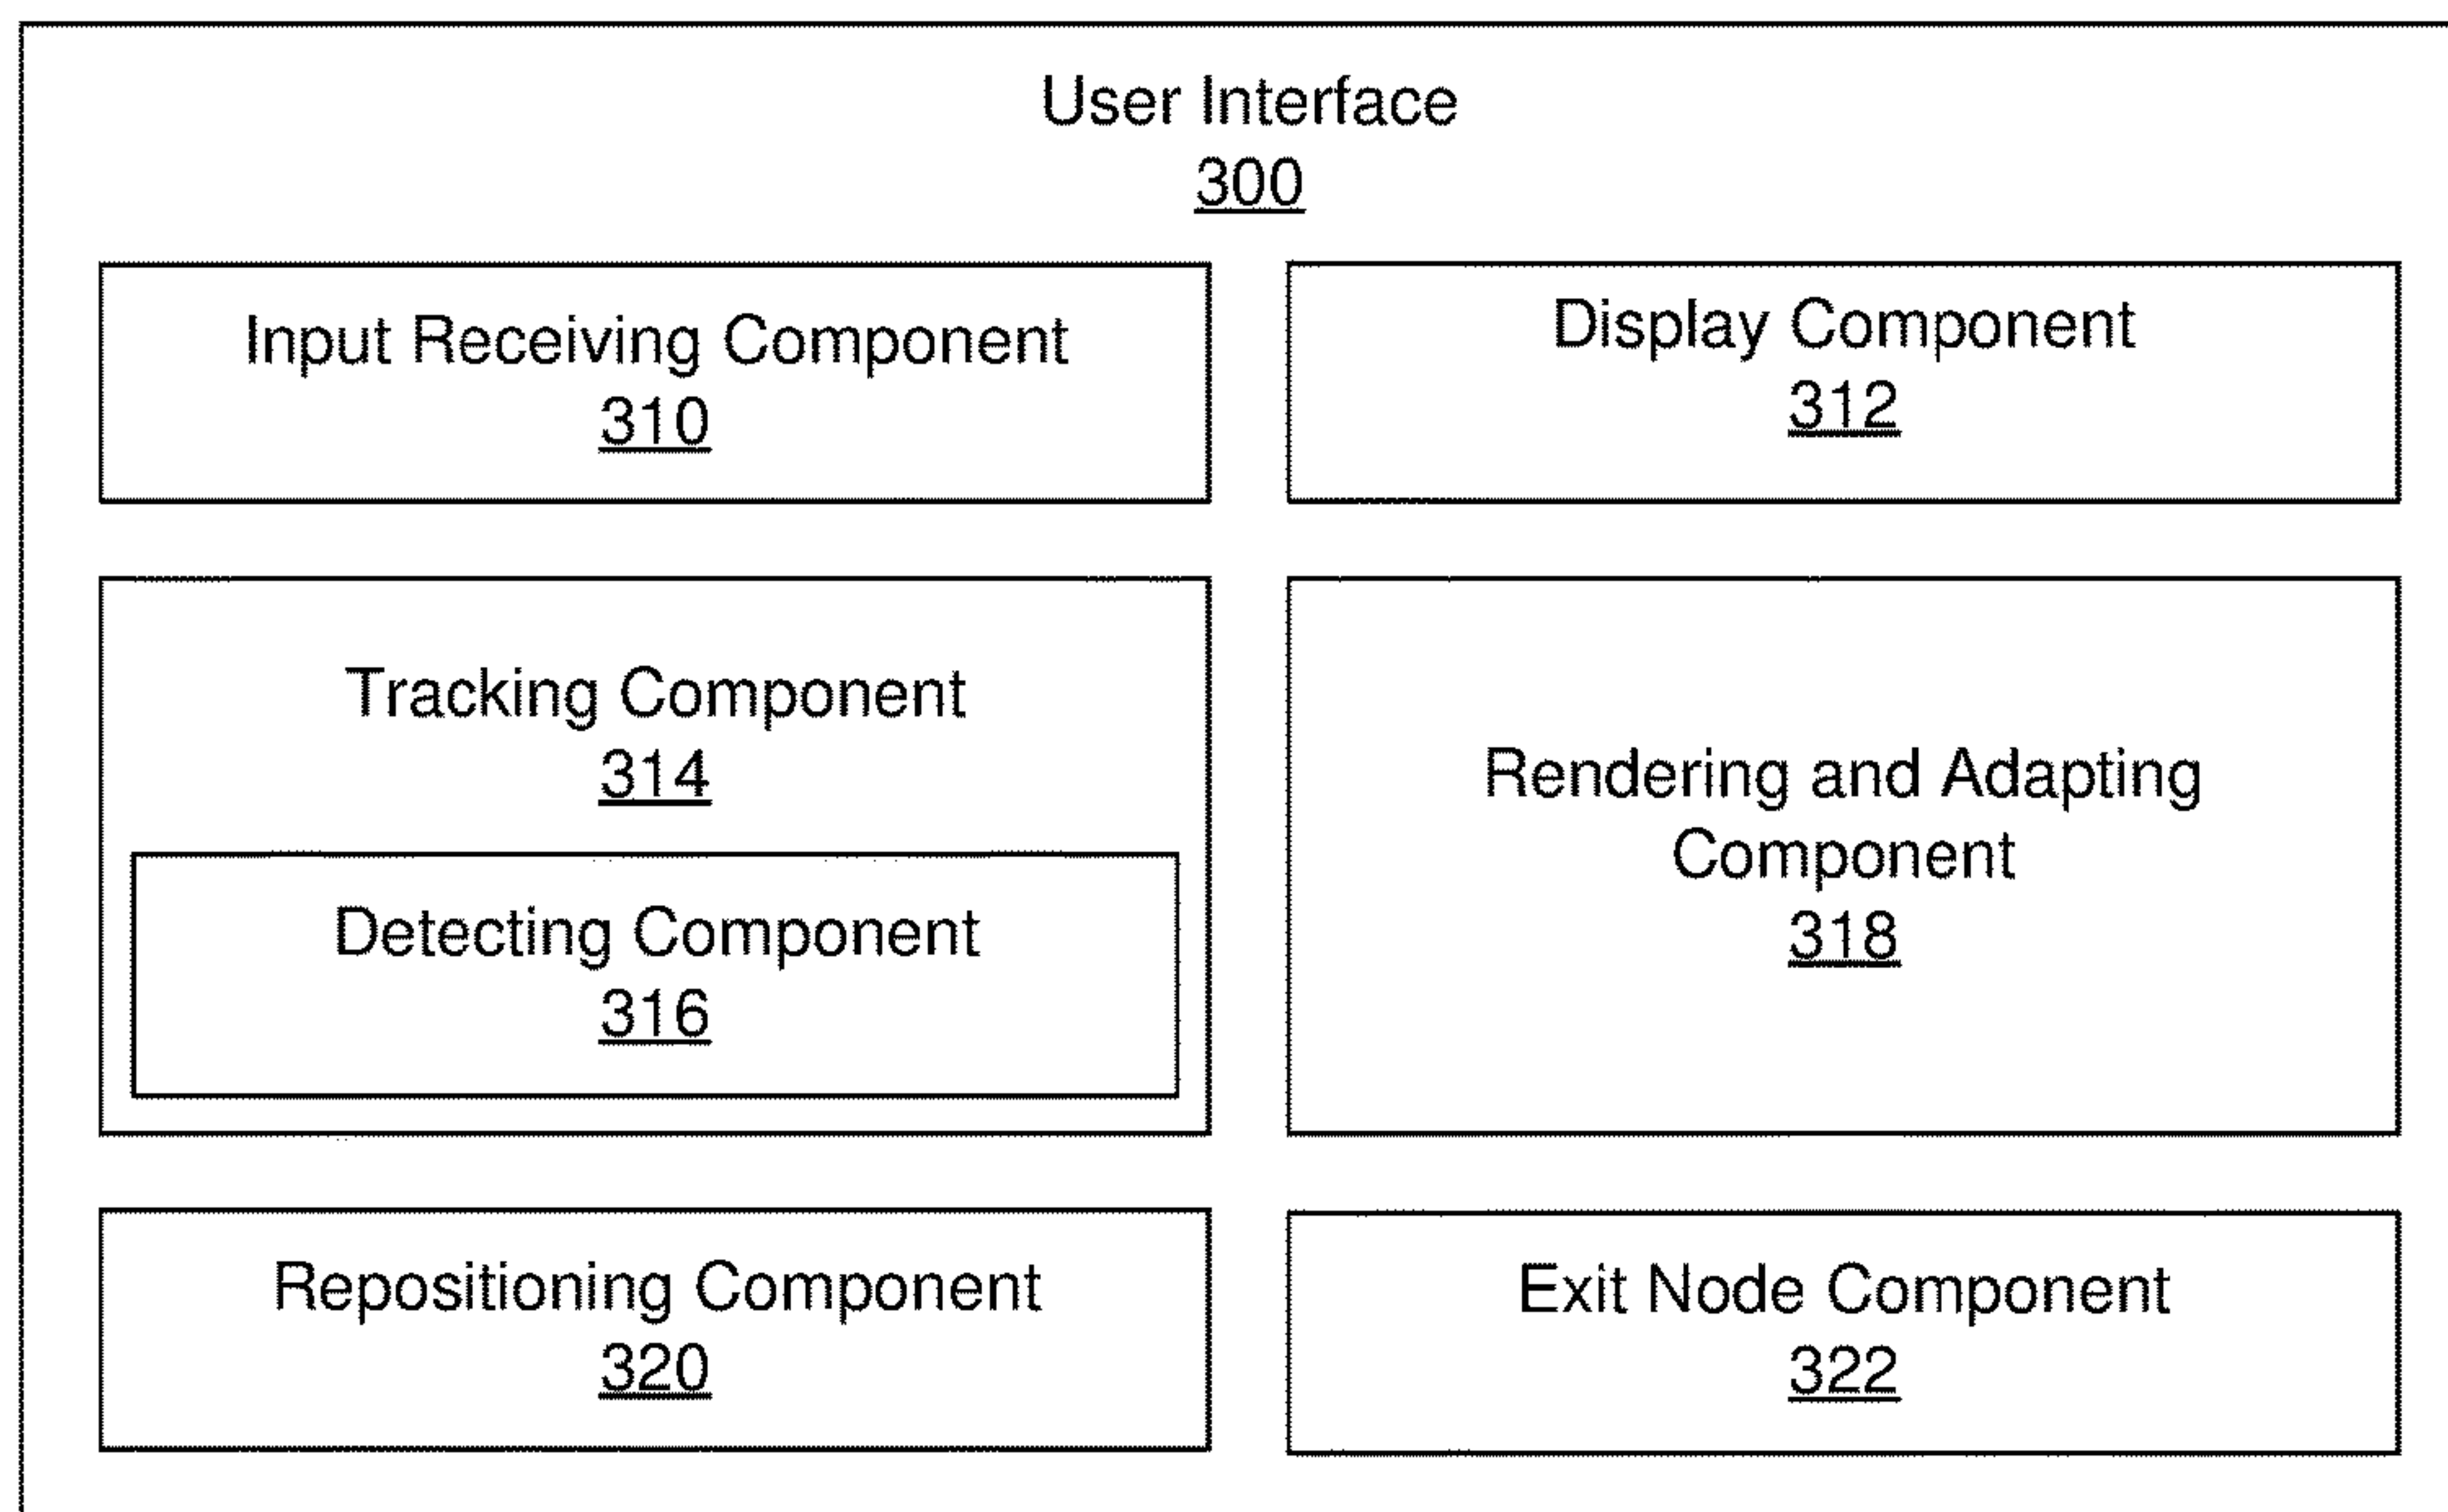 User Interface
300
Input Receiving Component
310
Display Component
312
Tracking Component
314
Detecting Component
316
Rendering and Adapting
Component
318
Repositioning Component
320
Exit Node Component
322